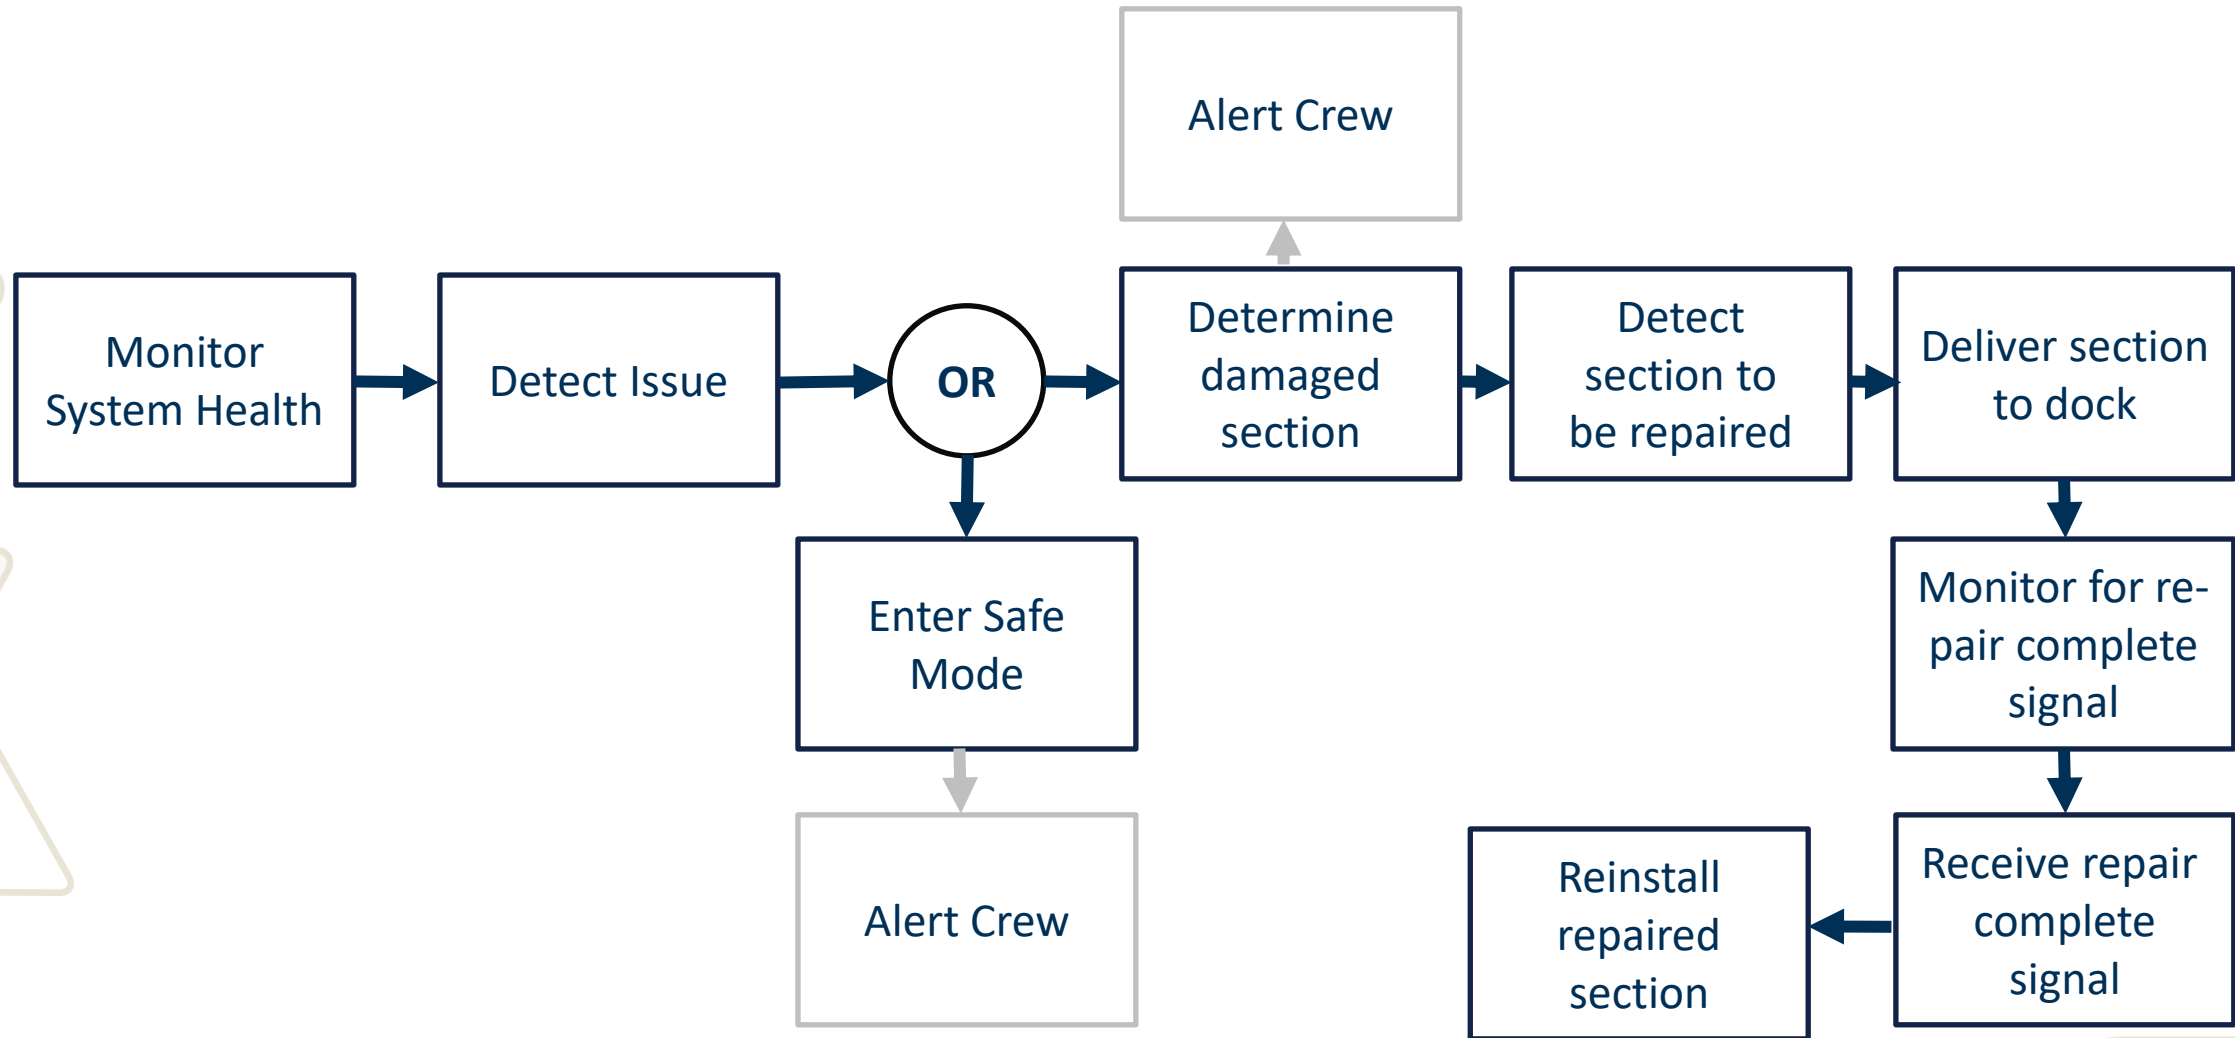 Alert Crew
Monitor
System Health
Detect Issue
OR
Determine
damaged
section
Detect
section to
be repaired
Deliver section
to dock
Enter Safe
Mode
Monitor for re-
pair complete
signal
Alert Crew
Reinstall
repaired
section
Receive repair
complete
signal